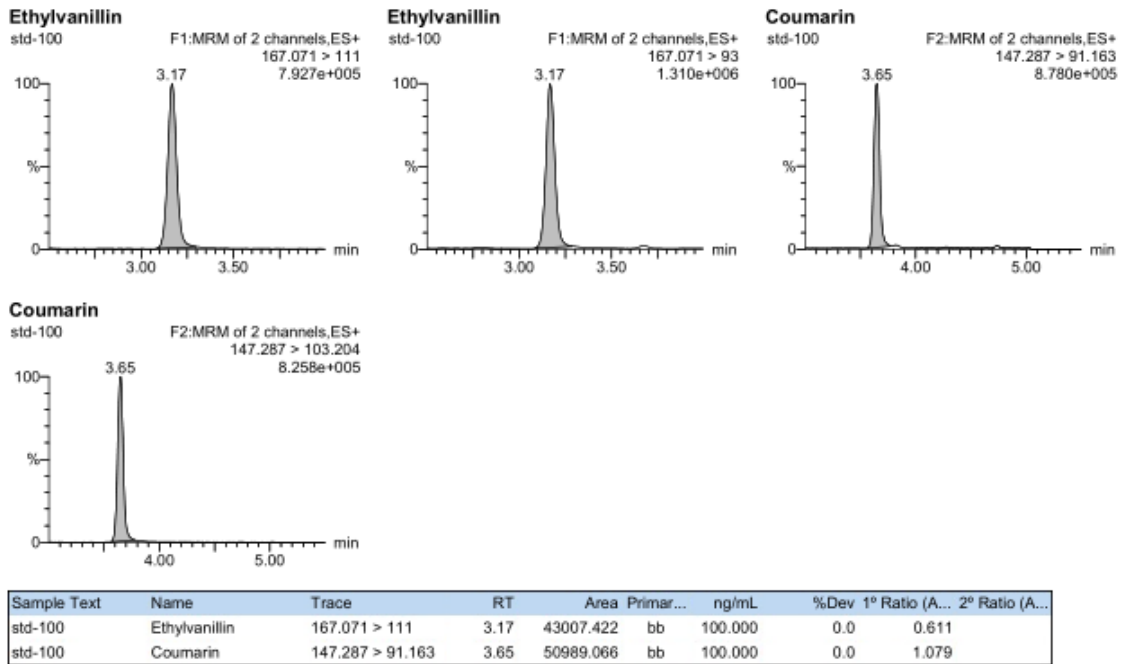 Ethylvanillin
std-100 F1:MRM of 2 channels,ES+
167.071 > 111
7.927e+005
3.17
100
%
0
min
3.00 3.50
Ethylvanillin
std-100 F1:MRM of 2 channels,ES+
167.071 > 93
1.310e+006
3.17
100
%
0
min
3.00 3.50
Coumarin
std-100 F2:MRM of 2 channels,ES+
147.287 > 91.163
8.780e+005
3.65
100
%
0
min
4.00 5.00
Coumarin
std-100 F2:MRM of 2 channels,ES+
147.287 > 103.204
8.258e+005
3.65
100
%
0
min
4.00 5.00
Sample Text Name Trace RT Area Primar... ng/mL %Dev 1º Ratio (A... 2º Ratio (A...
std-100 Ethylvanillin 167.071 > 111 3.17 43007.422 bb 100.000 0.0 0.611
std-100 Coumarin 147.287 > 91.163 3.65 50989.066 bb 100.000 0.0 1.079